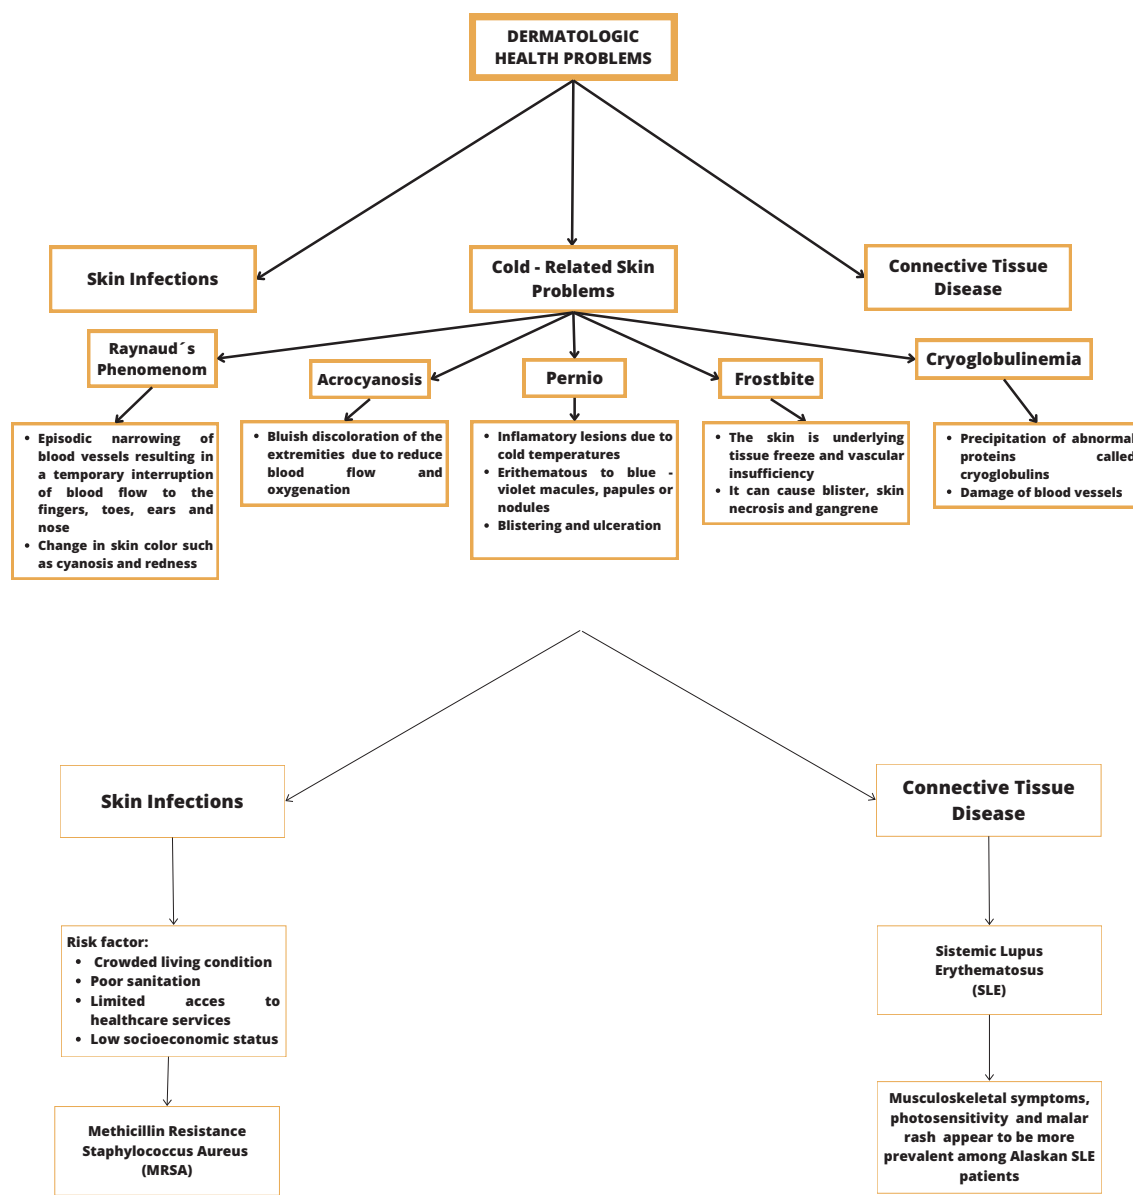 DERMATOLOGIC
HEALTH PROBLEMS
Skin Infections
Cold - Related Skin
Problems
Connective Tissue
Disease
Raynaud´s
Phenomenom
Acrocyanosis
Pernio
Frostbite
Cryoglobulinemia
• Episodic narrowing of
blood vessels resulting in
a temporary interruption
of blood flow to the
fingers, toes, ears and
nose
• Change in skin color such
as cyanosis and redness
• Bluish discoloration of the
extremities due to reduce
blood flow and
oxygenation
• Inflamatory lesions due to
cold temperatures
• Erithematous to blue -
violet macules, papules or
nodules
• Blistering and ulceration
• The skin is underlying
tissue freeze and vascular
insufficiency
• It can cause blister, skin
necrosis and gangrene
• Precipitation of abnormal
proteins called
cryoglobulins
• Damage of blood vessels
Skin Infections
Connective Tissue
Disease
Risk factor:
• Crowded living condition
• Poor sanitation
• Limited acces to
healthcare services
• Low socioeconomic status
Sistemic Lupus
Erythematosus
(SLE)
Methicillin Resistance
Staphylococcus Aureus
(MRSA)
Musculoskeletal symptoms,
photosensitivity and malar
rash appear to be more
prevalent among Alaskan SLE
patients